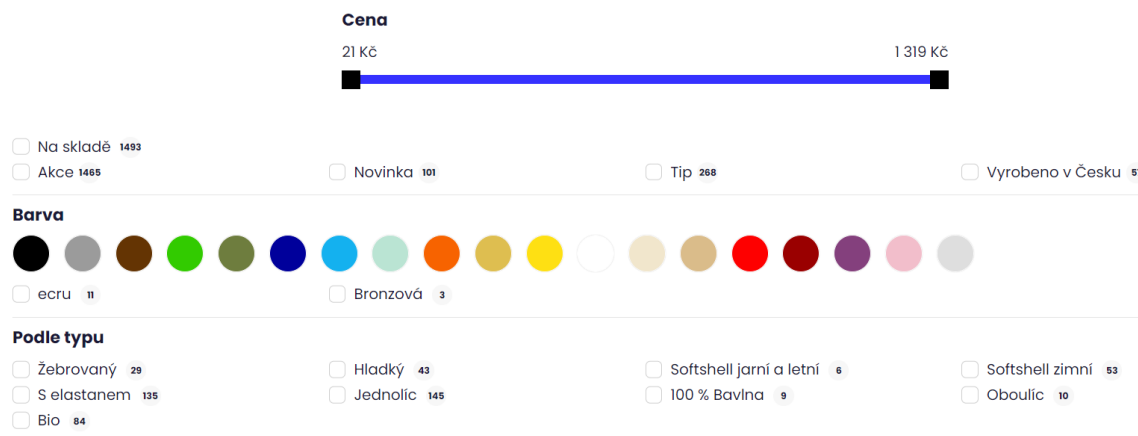 Cena
21 Kč 1 319 Kč
Na skladě 1493
Akce 1465 Novinka 101 Tip 268 Vyrobeno v Česku
Barva
ecru 11 Bronzová 3
Podle typu
Žebrovaný 29 Hladký 43 Softshell jarní a letní 6 Softshell zimní 53
S elastanem 135 Jednolíc 145 100 % Bavlna 9 Oboulíc 10
Bio 84